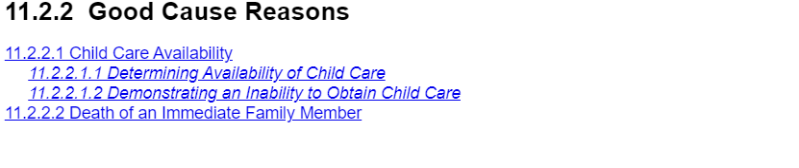 11.2.2 Good Cause Reasons
11.2.2.1 Child Care Availability
11.2.2.1.1 Determining Availability of Child Care
11.2.2.1.2 Demonstrating an Inability to Obtain Child Care
11.2.2.2 Death of an Immediate Family Member